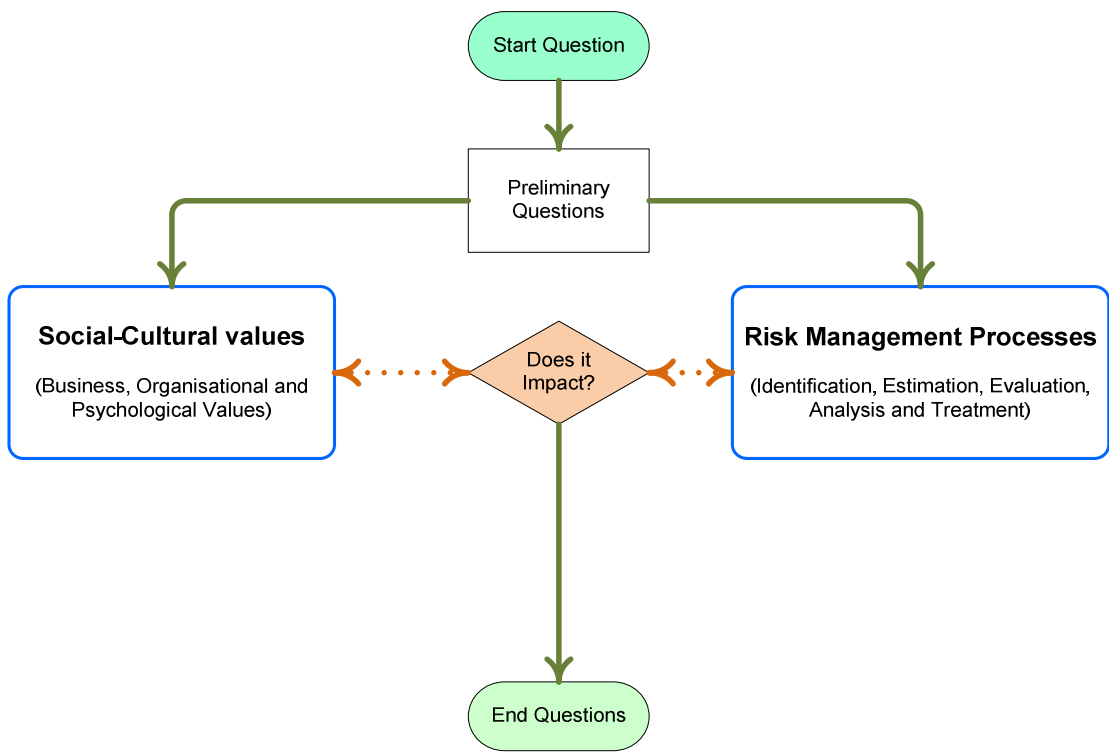 Start Question
Preliminary
Questions
Social-Cultural values
(Business, Organisational and
Psychological Values)
Does it
Impact?
Risk Management Processes
(Identification, Estimation, Evaluation,
Analysis and Treatment)
End Questions